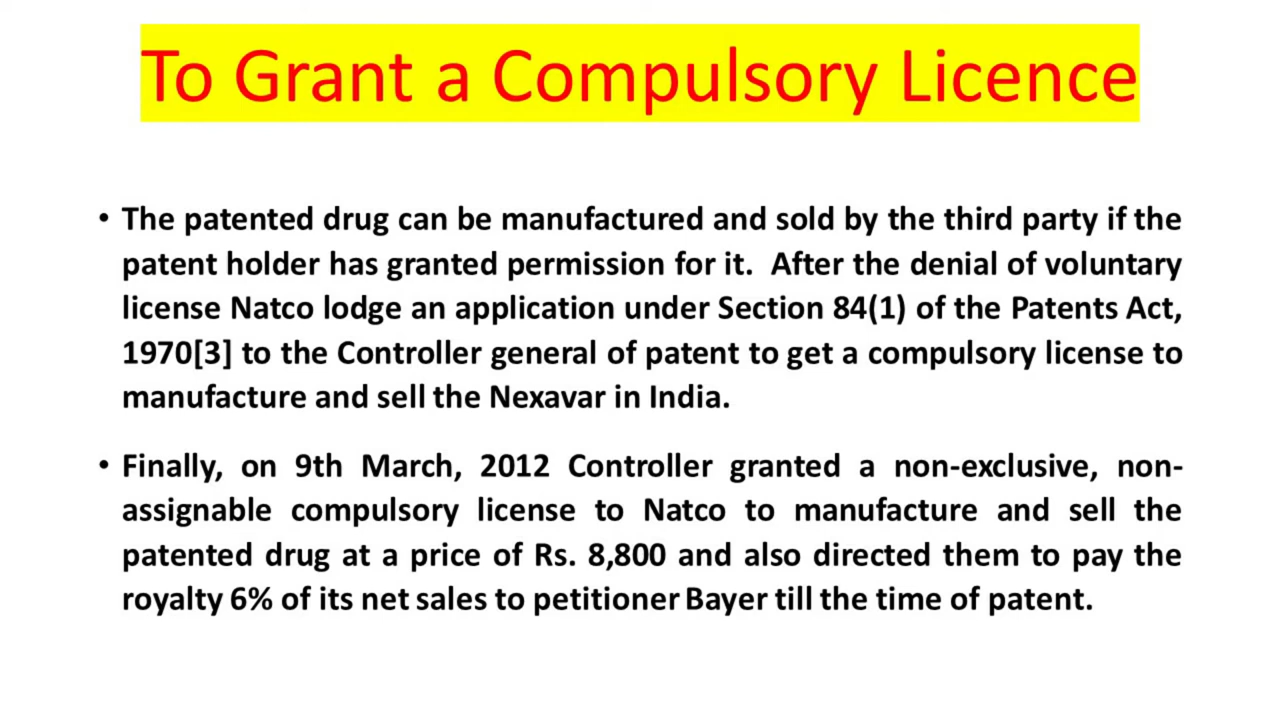 To Grant a Compulsory Licence
• The patented drug can be manufactured and sold by the third party if the
patent holder has granted permission for it. After the denial of voluntary
license Natco lodge an application under Section 84(1) of the Patents Act,
1970[3] to the Controller general of patent to get a compulsory license to
manufacture and sell the Nexavar in India.
• Finally, on 9th March, 2012 Controller granted a non-exclusive, non-
assignable compulsory license to Natco to manufacture and sell the
patented drug at a price of Rs. 8,800 and also directed them to pay the
royalty 6% of its net sales to petitioner Bayer till the time of patent.